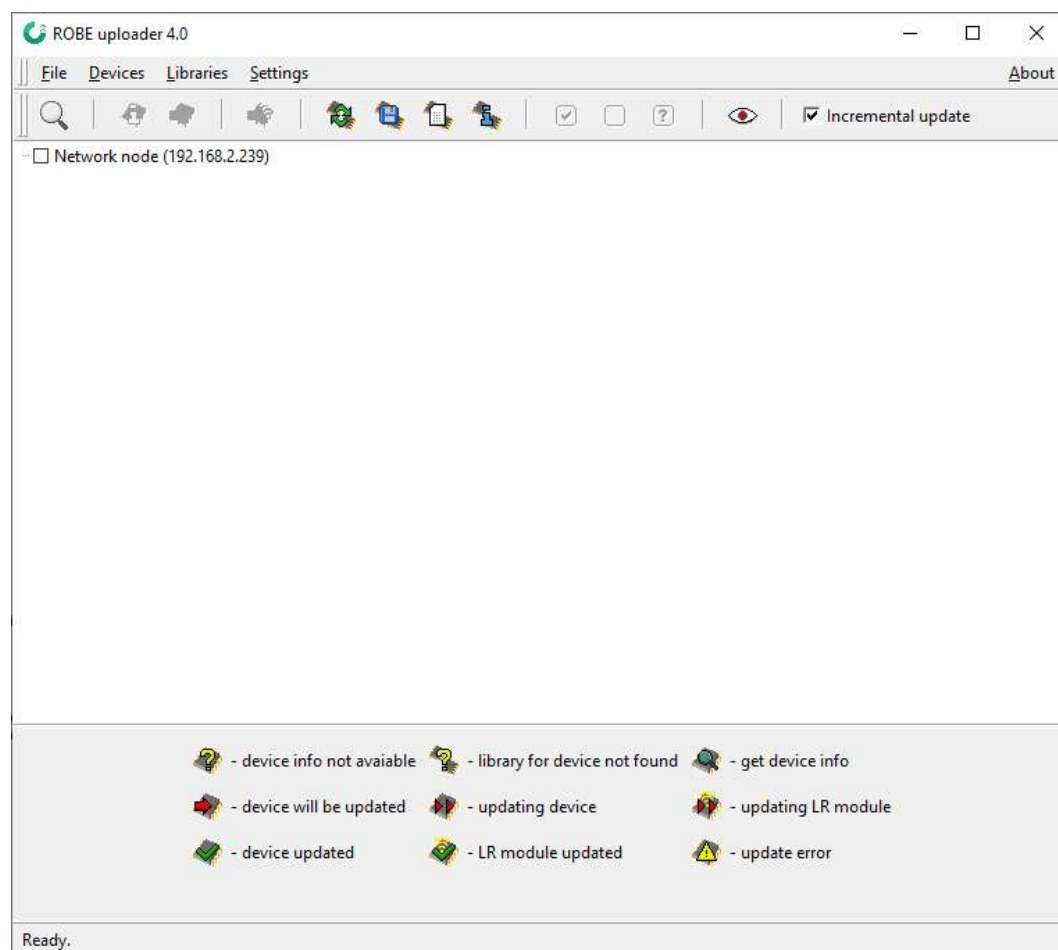 ROBE uploader 4.0
File Devices Libraries Settings About
Incremental update
Network node (192.168.2.239)
- device info not avaiable - library for device not found - get device info
- device will be updated - updating device - updating LR module
- device updated - LR module updated - update error
Ready.